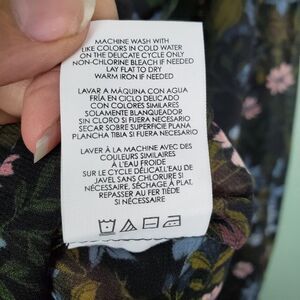 MACHINE WASH WITH
LIKE COLORS IN COLD WATER
ON THE DELICATE CYCLE ONLY
NON-CHLORINE BLEACH IF NEEDED
LAY FLAT TO DRY
WARM IRON IF NEEDED
LAVAR A MÁQUINA CON AGUA
FRÍA EN CICLO DELICADO
CON COLORES SIMILARES
SOLAMENTE BLANQUEADOR
SIN CLORO SI FUERA NECESARIO
SECAR SOBRE SUPERFICIE PLANA
PLANCHA TIBIA SI FUERA NECESARIO
LAVER À LA MACHINE AVEC DES
COULEURS SIMILAIRES
À L'EAU FROIDE
SUR LE CYCLE DÉLICAT.L'EAU DE
JAVEL SANS CHLORURE SI
NÉCESSAIRE, SÉCHAGE À PLAT,
REPASSER AU FER TIÈDE
SI NÉCESSAIRE